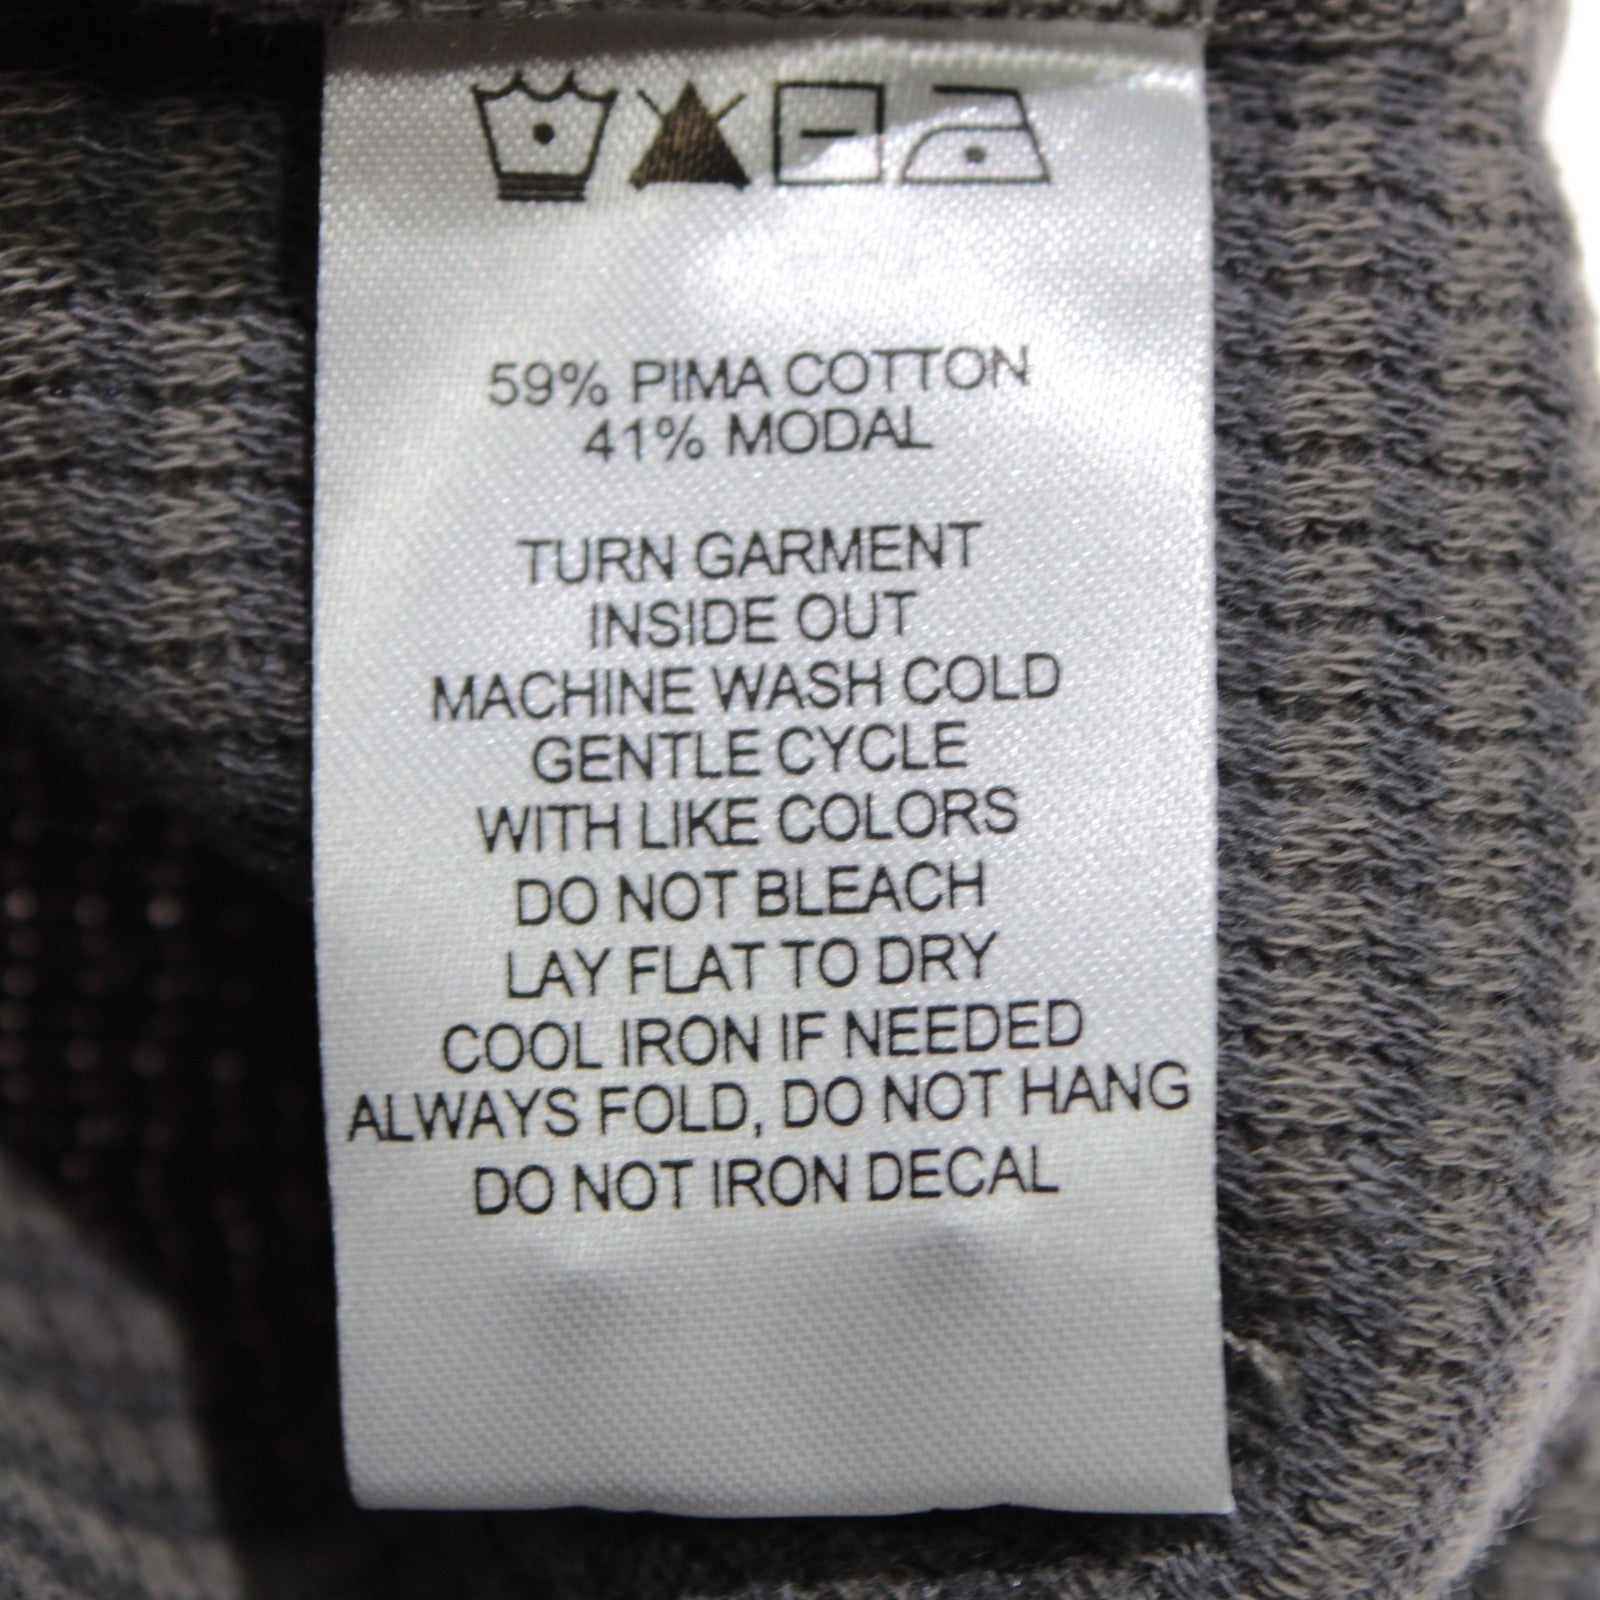 59% PIMA COTTON
41% MODAL
TURN GARMENT
INSIDE OUT
MACHINE WASH COLD
GENTLE CYCLE
WITH LIKE COLORS
DO NOT BLEACH
LAY FLAT TO DRY
COOL IRON IF NEEDED
ALWAYS FOLD, DO NOT HANG
DO NOT IRON DECAL